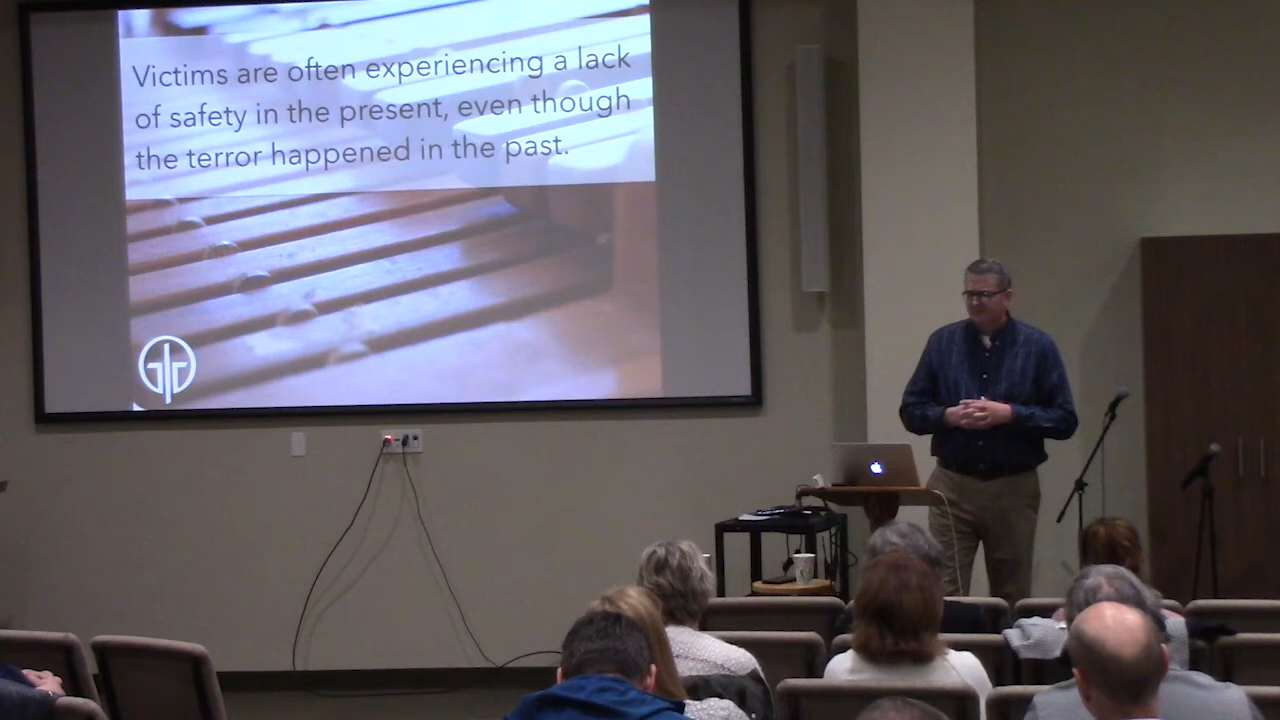 Victims are often experiencing a lack
of safety in the present, even though
the terror happened in the past.